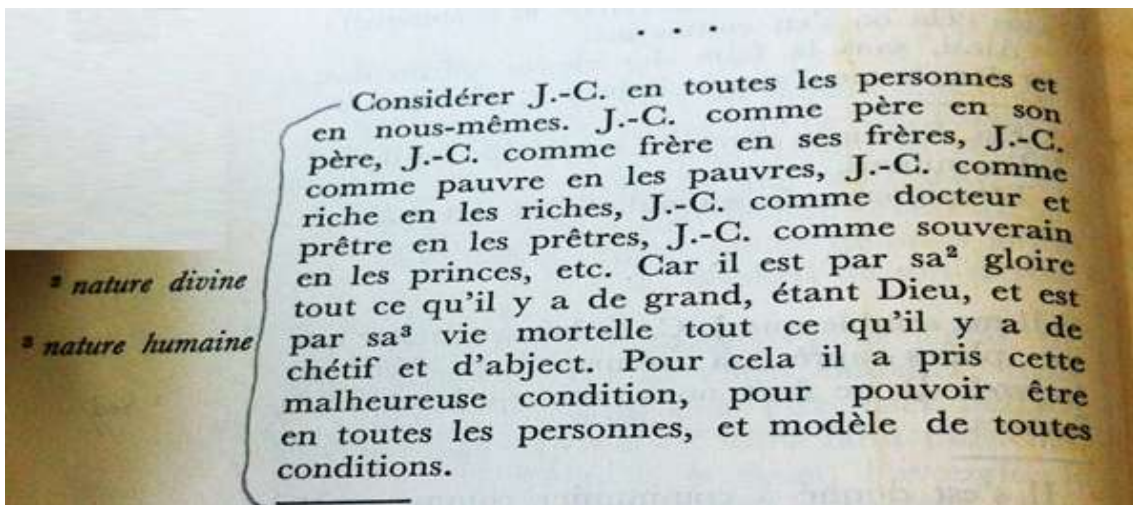 Considérer J.-C. en toutes les personnes et
en nous-mêmes. J.-C. comme père en son
père, J.-C. comme frère en ses frères, J.-C.
comme pauvre en les pauvres, J.-C. comme
riche en les riches, J.-C. comme docteur et
prêtre en les prêtres, J.-C. comme souverain
en les princes, etc. Car il est par sa² gloire
tout ce qu'il y a de grand, étant Dieu, et est
par sa³ vie mortelle tout ce qu'il y a de
chétif et d'abject. Pour cela il a pris cette
malheureuse condition, pour pouvoir être
en toutes les personnes, et modèle de toutes
conditions.
² nature divine
³ nature humaine